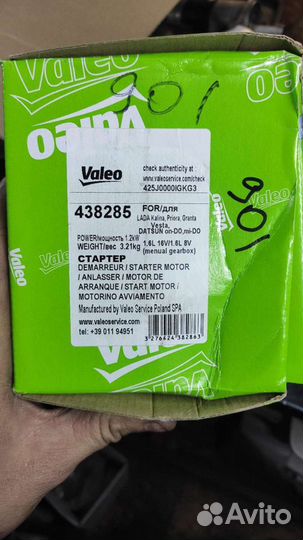 Valeo
Valeo
901
Valeo
check authenticity at
www.valeoservice.com/check
425J0000IGKG3
438285
FOR/для
LADA Kalina, Priora, Granta
Vesta,
DATSUN on-DO,mi-DO
POWER/мощность 1.2kW
WEIGHT/вес 3.21kg
1,6L 16V/1.6L 8V
(menual gearbox)
СТАРТЕР
DEMARREUR / STARTER MOTOR
/ ANLASSER / MOTOR DE
ARRANQUE / START MOTOR /
MOTORINO AVVIAMENTO
Manufactured by Valeo Service Poland SPA
www.valeoservice.com
tel: +39 011 94951
3276424382863
901
Avito